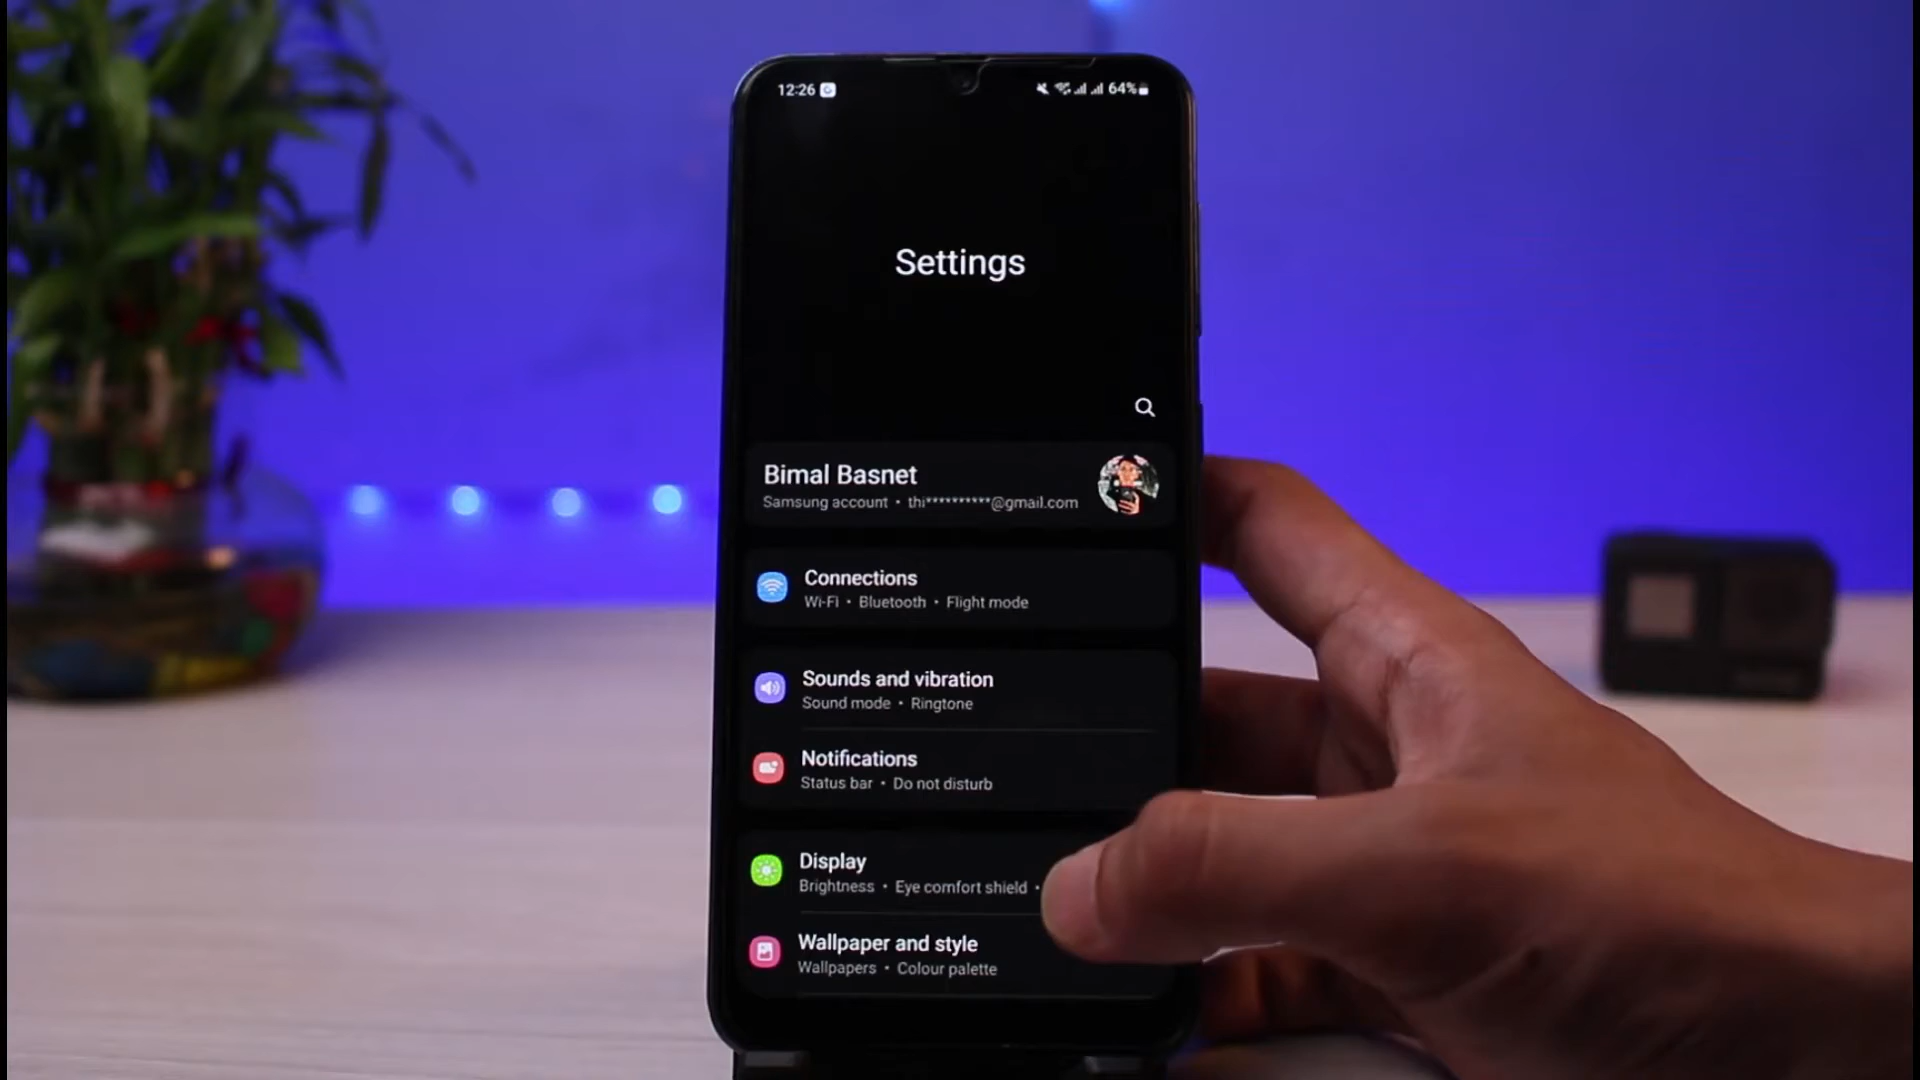 12:26 64%
Settings
Bimal Basnet
Samsung account • thi**********@gmail.com
Connections
Wi-Fi • Bluetooth • Flight mode
Sounds and vibration
Sound mode • Ringtone
Notifications
Status bar • Do not disturb
Display
Brightness • Eye comfort shield •
Wallpaper and style
Wallpapers • Colour palette